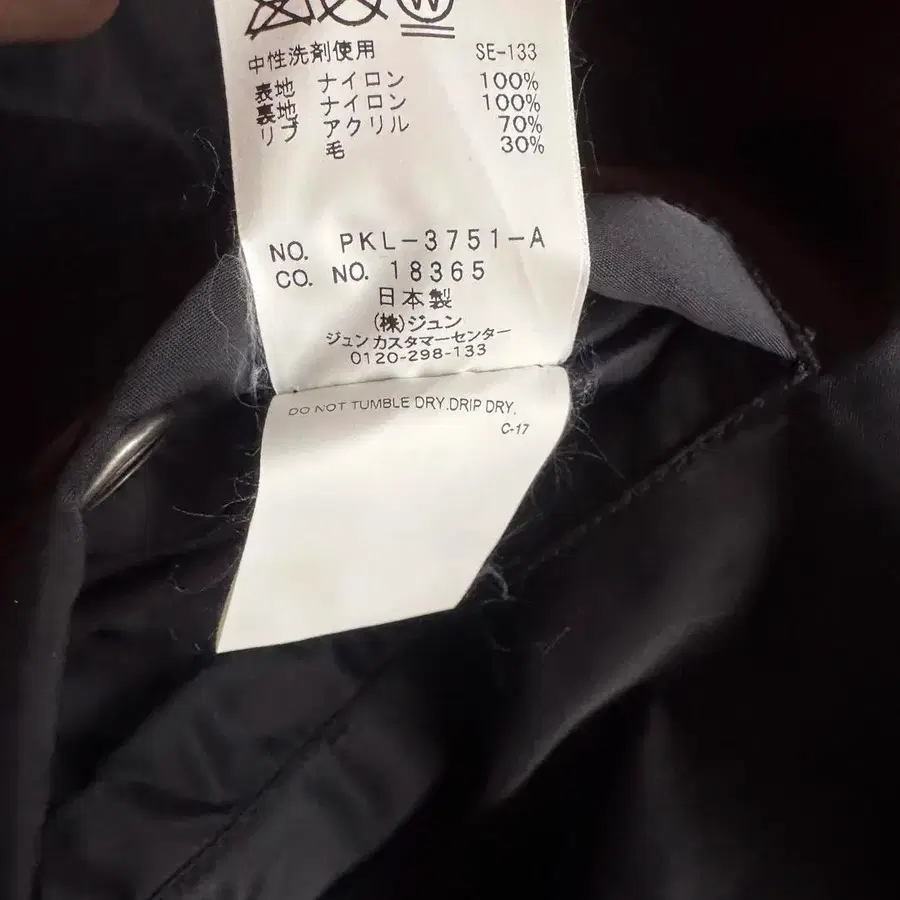 W
中性洗剤使用 SE-133
表地 ナイロン 100%
裏地 ナイロン 100%
リブ アクリル 70%
毛 30%
NO. PKL-3751-A
CO. NO. 18365
日本製
(株)ジュン
ジュン カスタマーセンター
0120-298-133
DO NOT TUMBLE DRY.DRIP DRY.
C-17